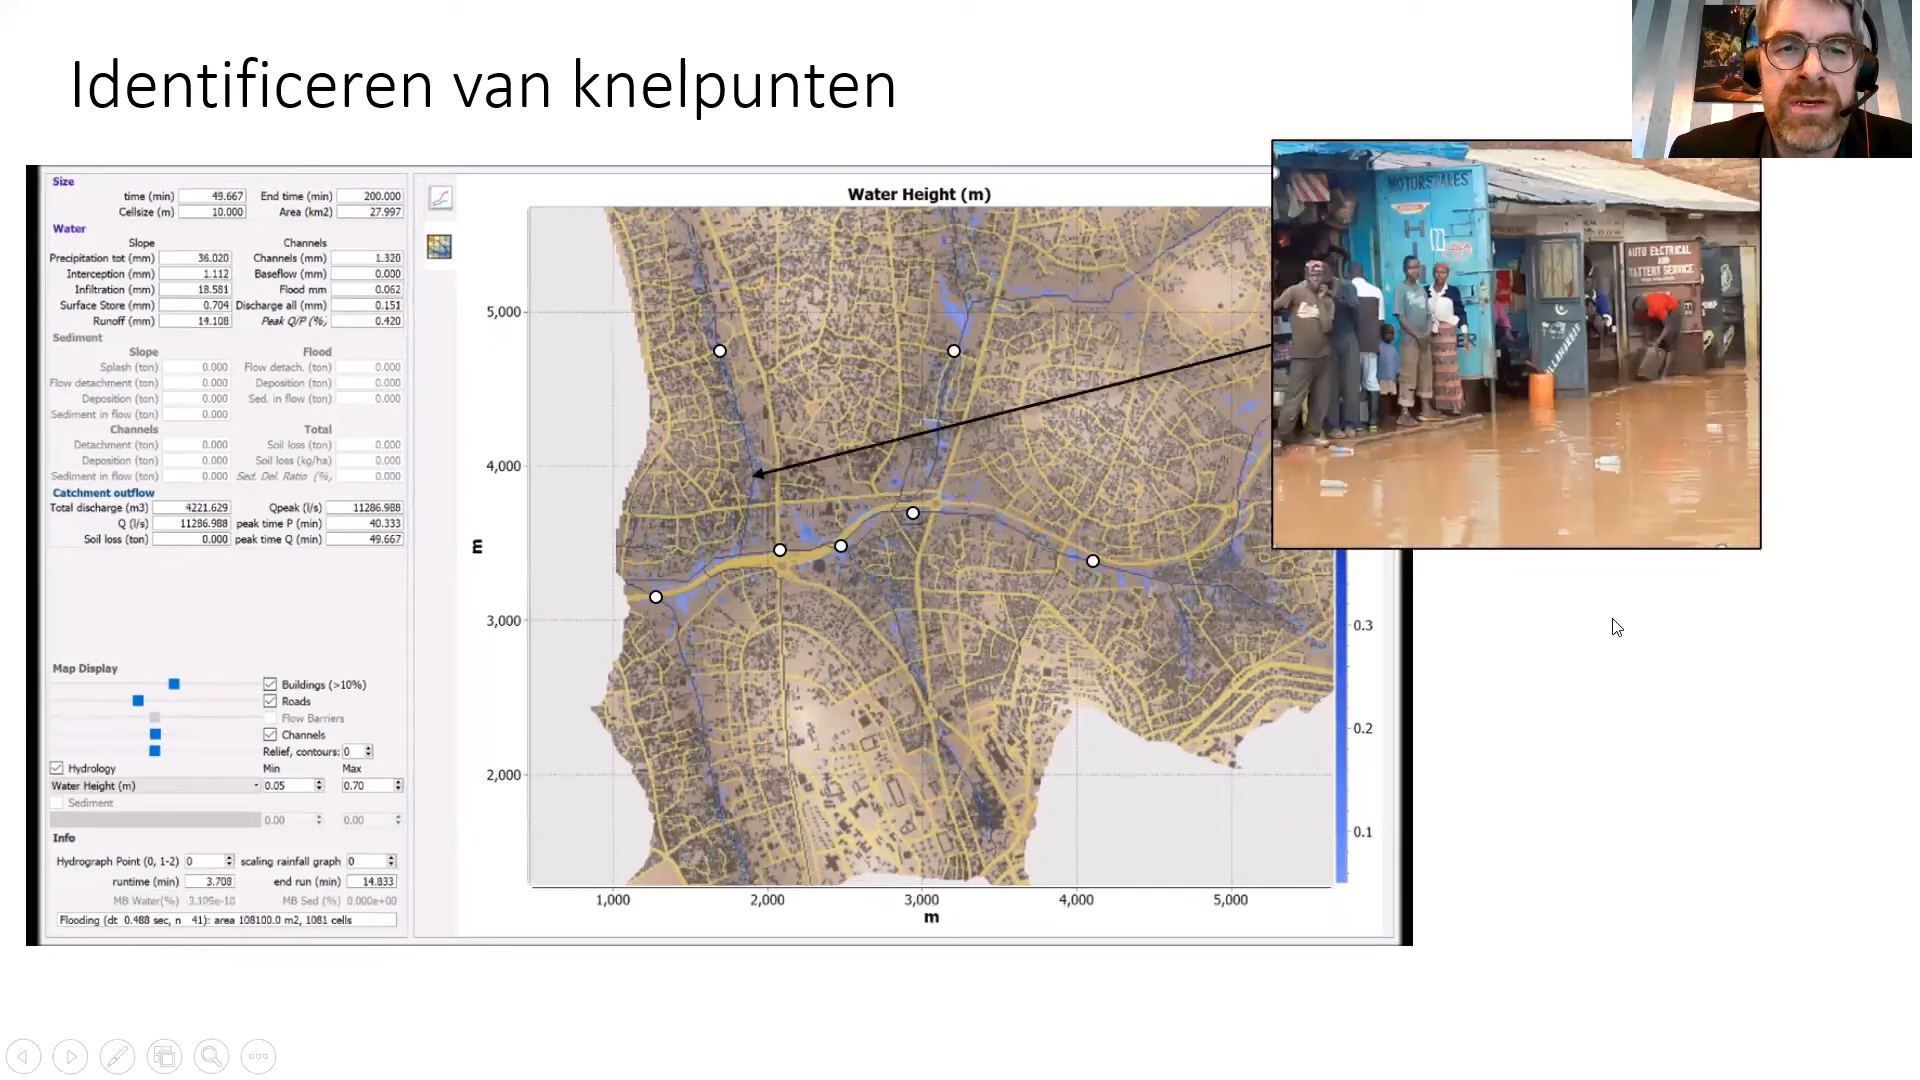 Identificeren van knelpunten
Size
time (min) 49.667 End time (min) 200.000
Cellsize (m) 10.000 Area (km2) 27.997
Water
Slope Channels
Precipitation tot (mm) 36.020 Channels (mm) 1.320
Interception (mm) 1.112 Baseflow (mm) 0.000
Infiltration (mm) 18.581 Flood mm 0.062
Surface Store (mm) 0.704 Discharge all (mm) 0.151
Runoff (mm) 14.108 Peak Q/P (%) 0.420
Sediment
Slope Flood
Splash (ton) 0.000 Flow detach. (ton) 0.000
Flow detachment (ton) 0.000 Deposition (ton) 0.000
Deposition (ton) 0.000 Sed. in flow (ton) 0.000
Sediment in flow (ton) 0.000
Channels Total
Detachment (ton) 0.000 Soil loss (ton) 0.000
Deposition (ton) 0.000 Soil loss (kg/ha) 0.000
Sediment in flow (ton) 0.000 Sed. Del. Ratio (%) 0.000
Catchment outflow
Total discharge (m3) 4221.629 Qpeak (l/s) 11286.988
Q (l/s) 11286.988 peak time P (min) 40.333
Soil loss (ton) 0.000 peak time Q (min) 49.667
Map Display
Buildings (>10%)
Roads
Flow Barriers
Channels
Relief, contours: 0
Hydrology Min Max
Water Height (m) 0.05 0.70
Sediment
0.00 0.00
Info
Hydrograph Point (0, 1-2) 0 scaling rainfall graph 0
runtime (min) 3.708 end run (min) 14.833
MB Water(%) 3.109e-10 MB Sed (%) 0.000e+00
Flooding (dt 0.488 sec, n 41): area 108100.0 m2, 1081 cells
Water Height (m)
5,000
4,000
m
3,000
2,000
1,000 2,000 3,000 4,000 5,000
m
0.3
0.2
0.1
MOTORSPARES
AUTO ELECTRICAL
AND
BATTERY SERVICE